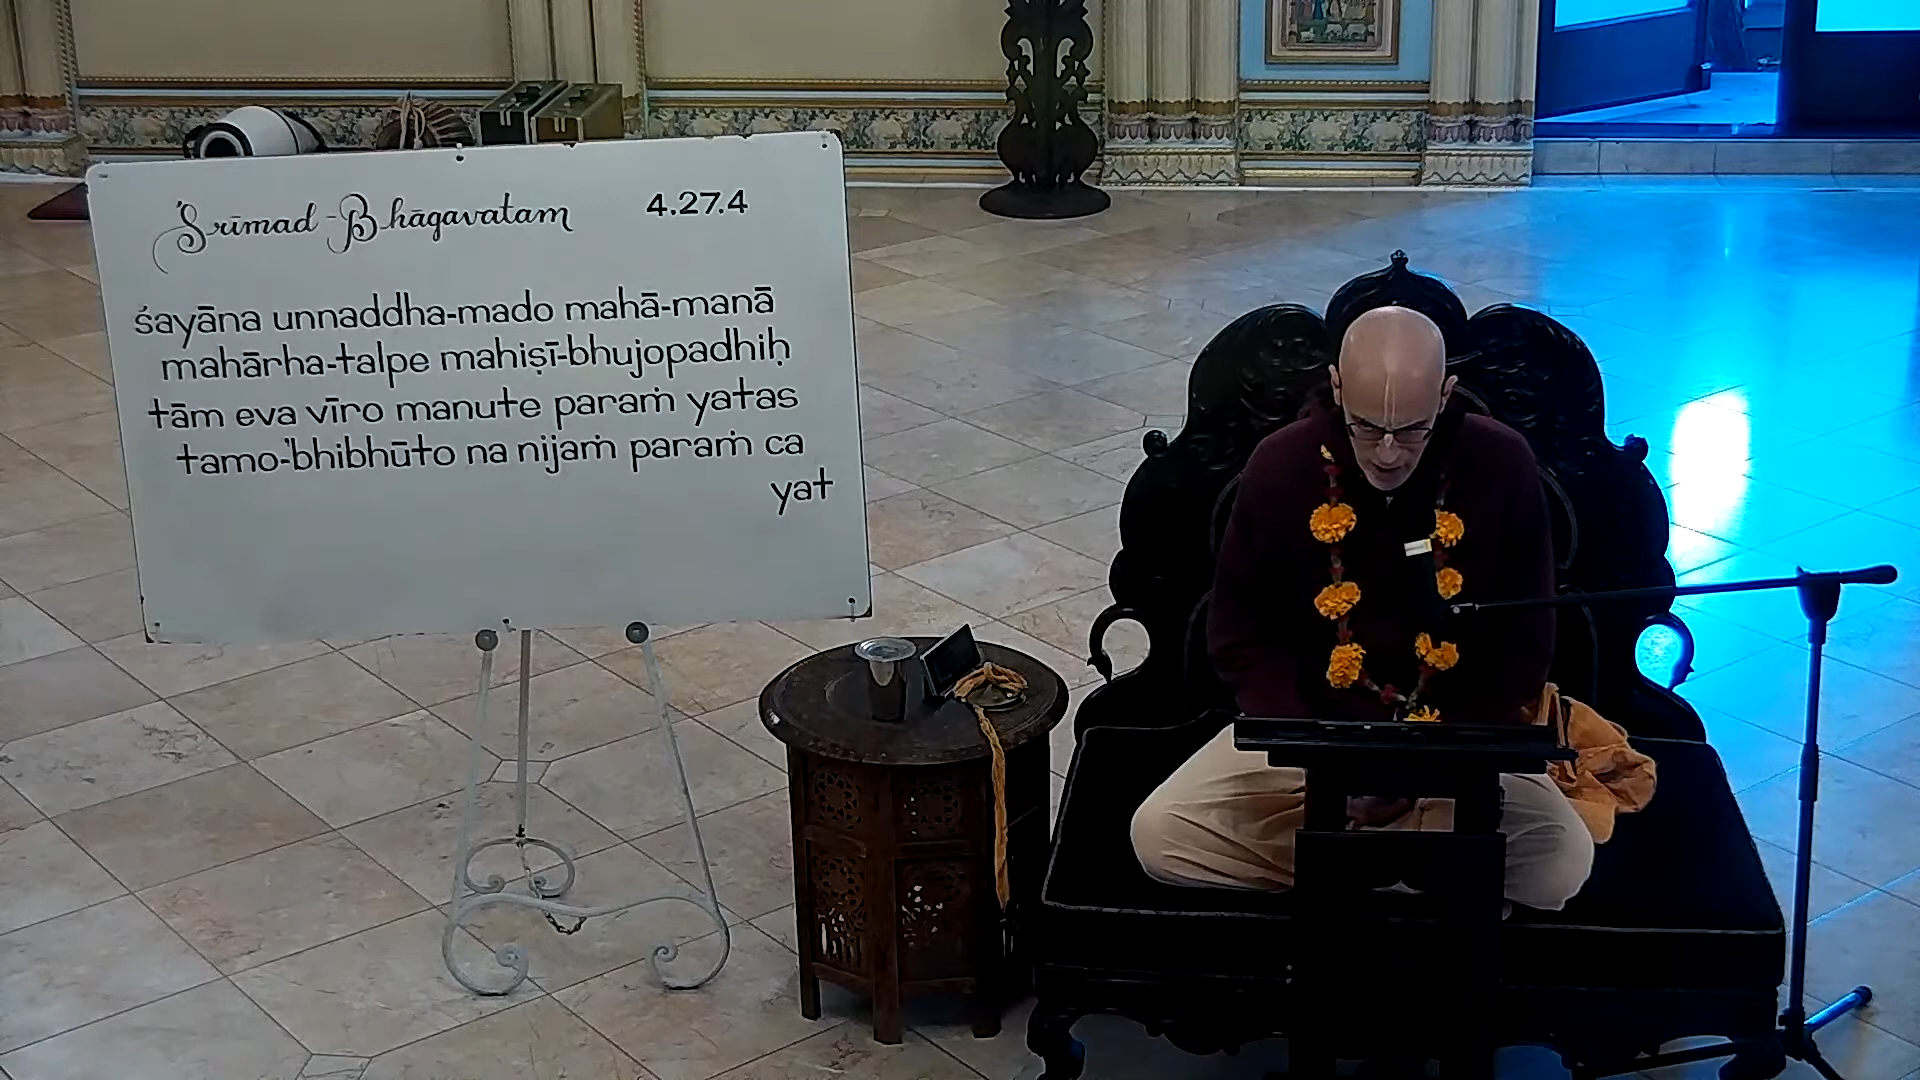 Śrīmad-Bhāgavatam 4.27.4
śayāna unnaddha-mado mahā-manā
mahārha-talpe mahiṣī-bhujopadhiḥ
tām eva vīro manute paraṁ yatas
tamo-'bhibhūto na nijaṁ paraṁ ca
yat